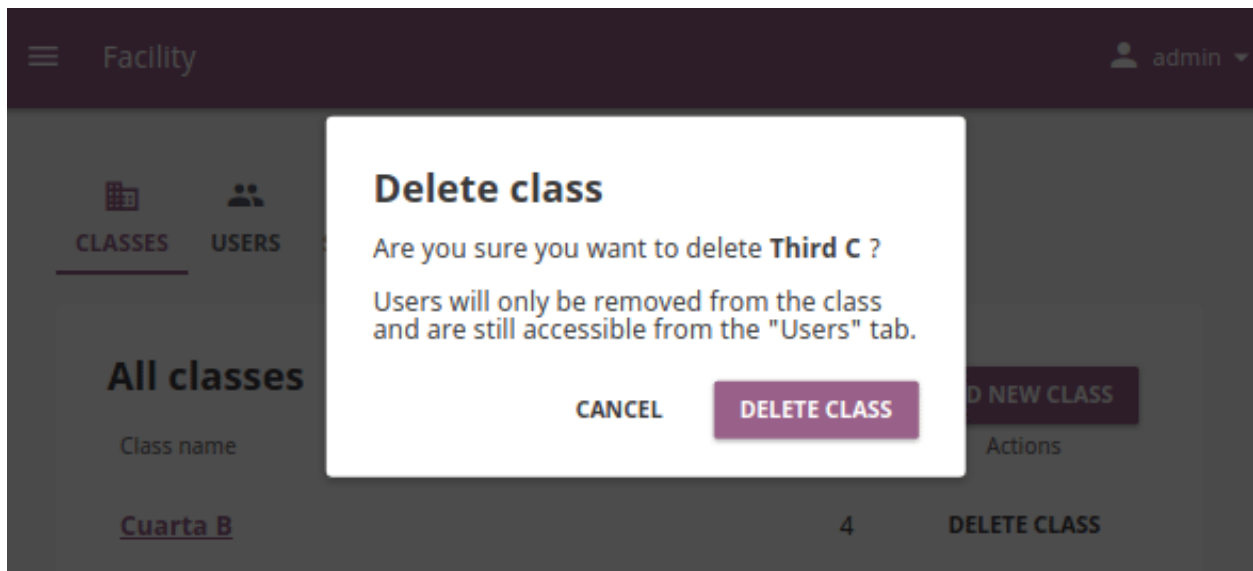 Facility
admin
CLASSES USERS
Delete class
Are you sure you want to delete Third C ?
Users will only be removed from the class
and are still accessible from the "Users" tab.
CANCEL DELETE CLASS
All classes
NEW CLASS
Class name
Actions
Cuarta B 4 DELETE CLASS